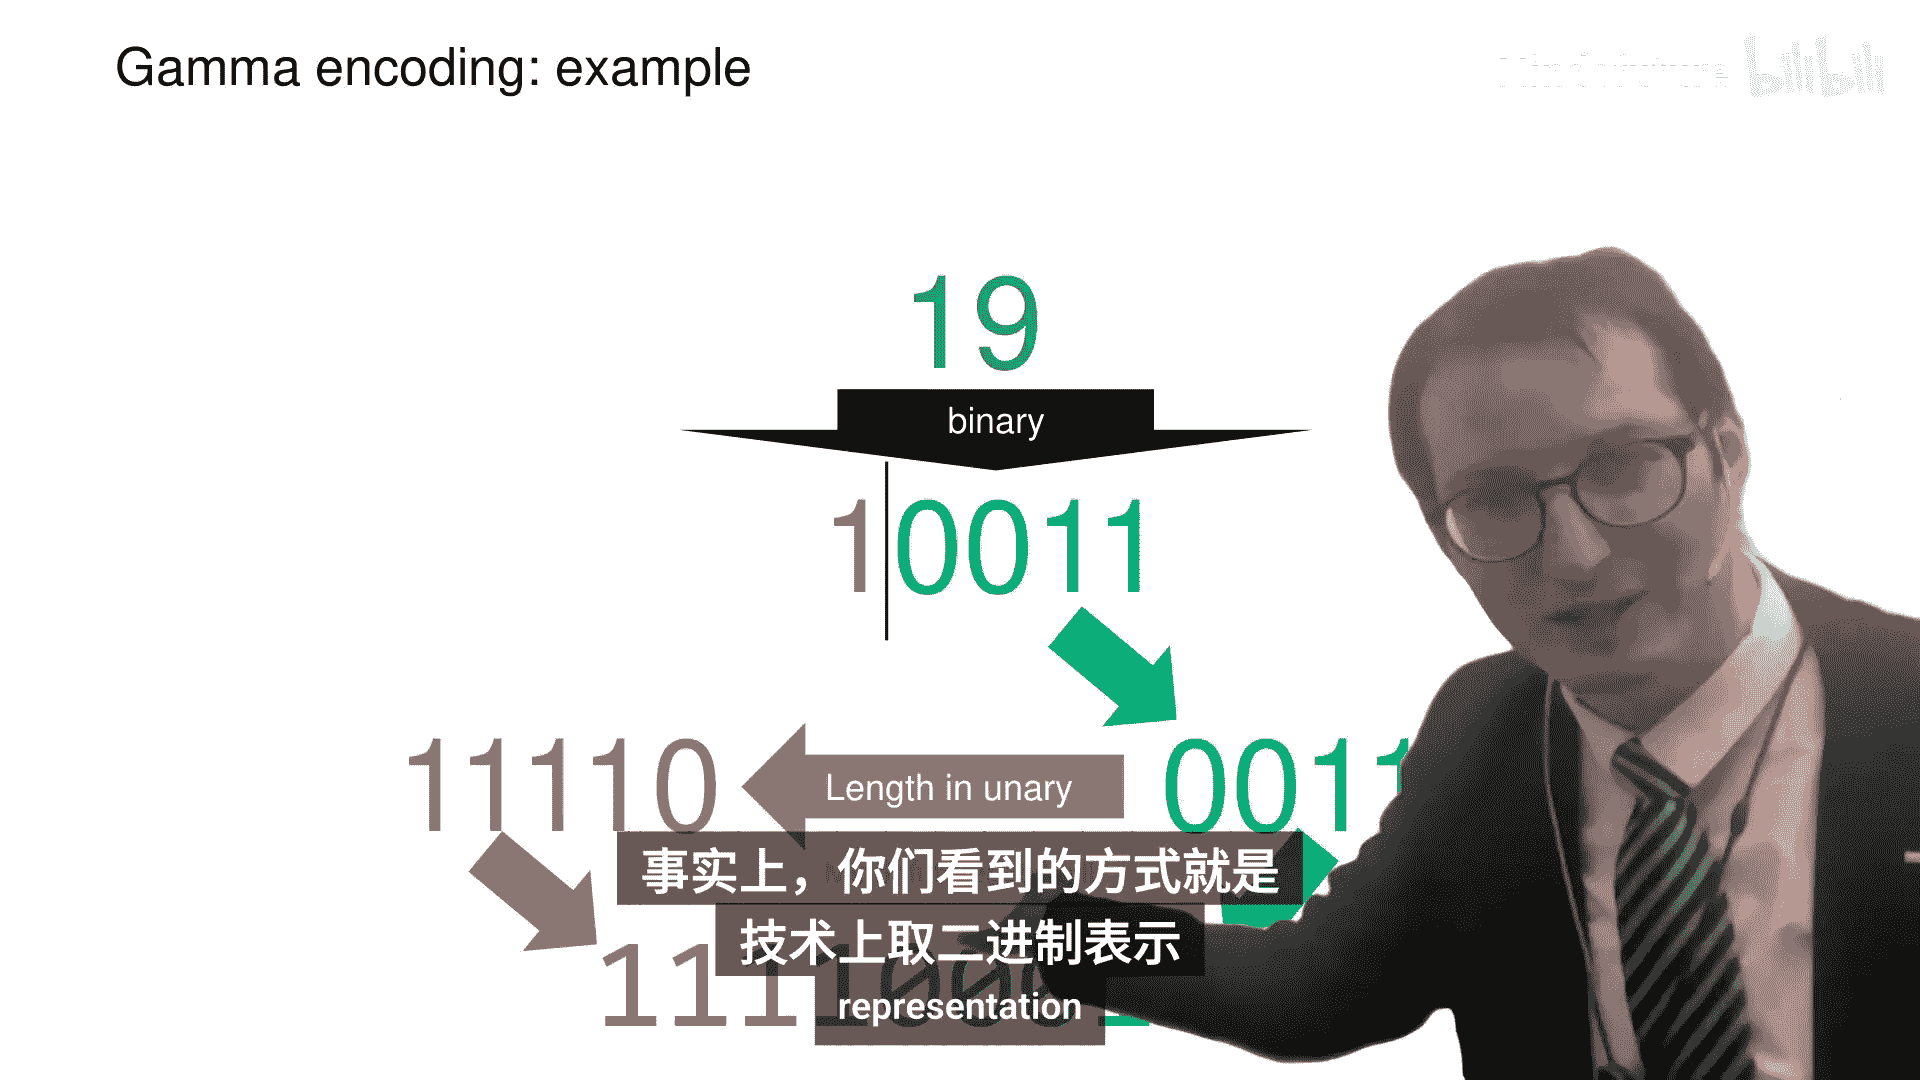 Gamma encoding: example
bilibili
19
binary
10011
11110
Length in unary
0011
事实上，你们看到的方式就是
技术上取二进制表示
representation